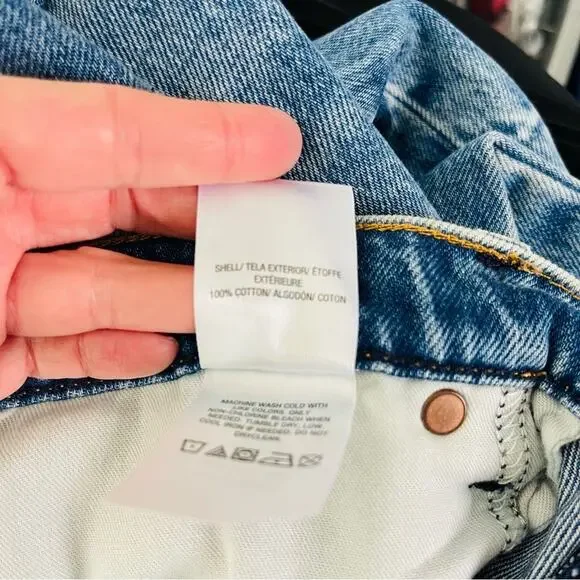 SHELL/ TELA EXTERIOR/ ÉTOFFE
EXTÉRIEURE
100% COTTON/ ALGODÓN/ COTON
MACHINE WASH COLD WITH
LIKE COLORS. ONLY
NON-CHLORINE BLEACH WHEN
NEEDED. TUMBLE DRY, LOW.
COOL IRON IF NEEDED. DO NOT
DRYCLEAN.